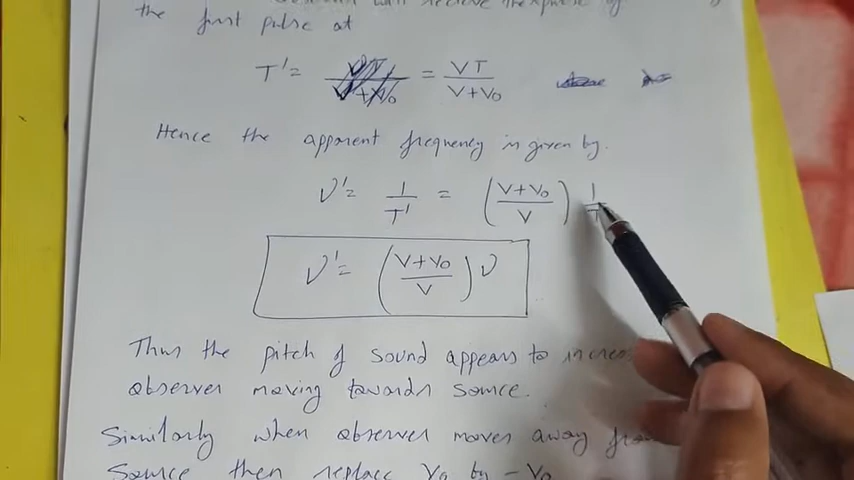 the first pulse at
T' = = VT / V+V₀
Hence the apparent frequency is given by.
ν' = 1 / T' = (V+V₀ / V) 1 / T
ν' = (V+V₀ / V) ν
Thus the pitch of sound appears to
observer moving towards source.
Similarly when observer moves away from
source then replace V₀ by -V₀